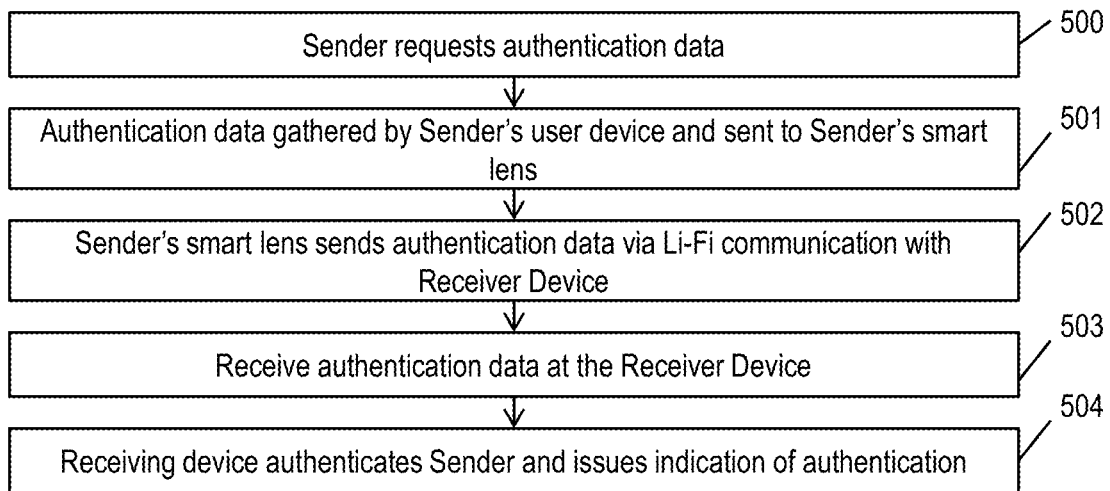 500
Sender requests authentication data
501
Authentication data gathered by Sender's user device and sent to Sender's smart
lens
502
Sender's smart lens sends authentication data via Li-Fi communication with
Receiver Device
503
Receive authentication data at the Receiver Device
504
Receiving device authenticates Sender and issues indication of authentication